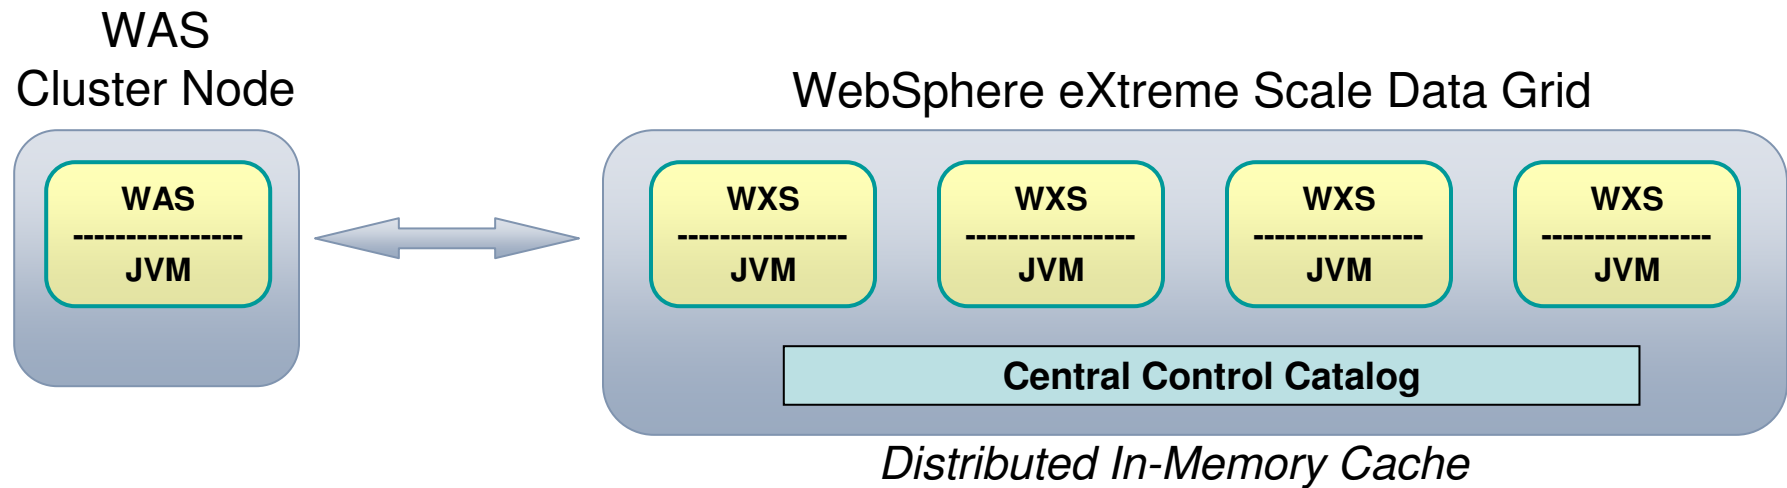 WAS
Cluster Node
WebSphere eXtreme Scale Data Grid
WAS
----------------
JVM
WXS
----------------
JVM
WXS
----------------
JVM
WXS
----------------
JVM
WXS
----------------
JVM
Central Control Catalog
Distributed In-Memory Cache